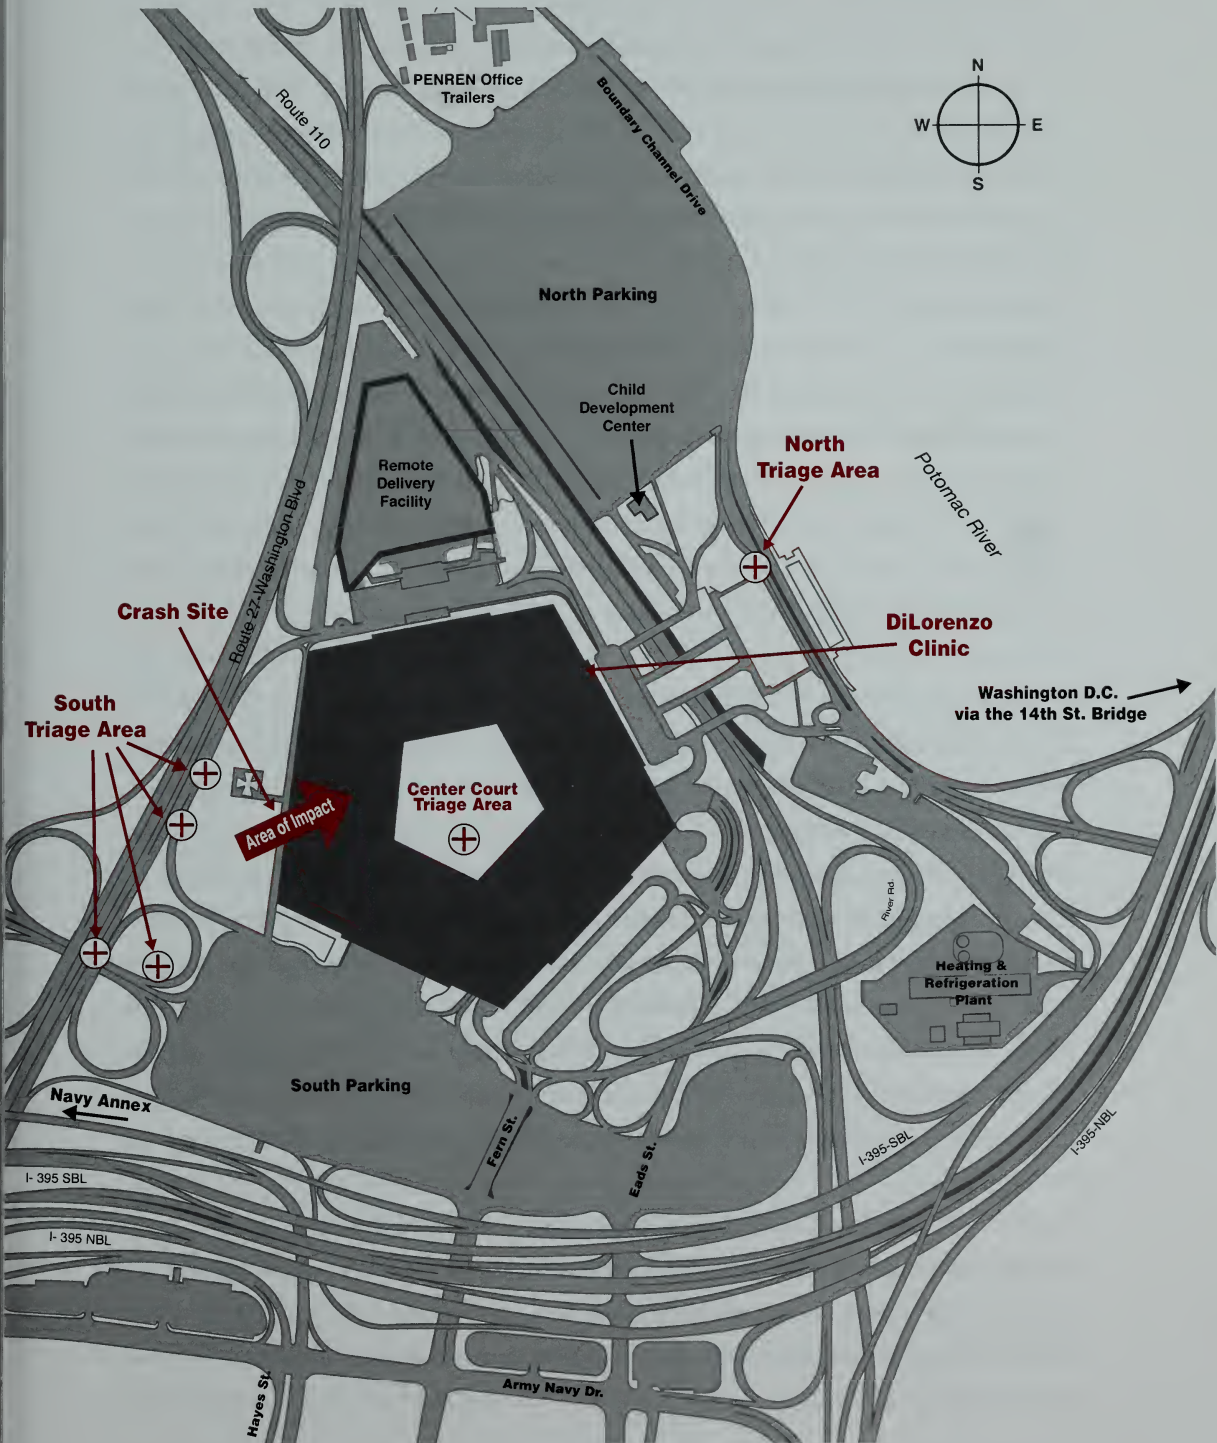 PENREN Office
Trailers
Route 110
Boundary Channel Drive
N
W
E
S
North Parking
Child
Development
Center
North
Triage Area
Potomac River
Remote
Delivery
Facility
Route 27-Washington Blvd
Crash Site
DiLorenzo
Clinic
South
Triage Area
Washington D.C.
via the 14th St. Bridge
Center Court
Triage Area
Area of Impact
River Rd.
Heating &
Refrigeration
Plant
South Parking
Navy Annex
Fern St.
Eads St.
I-395-SBL
I-395-NBL
I- 395 SBL
I- 395 NBL
Army Navy Dr.
Hayes St.